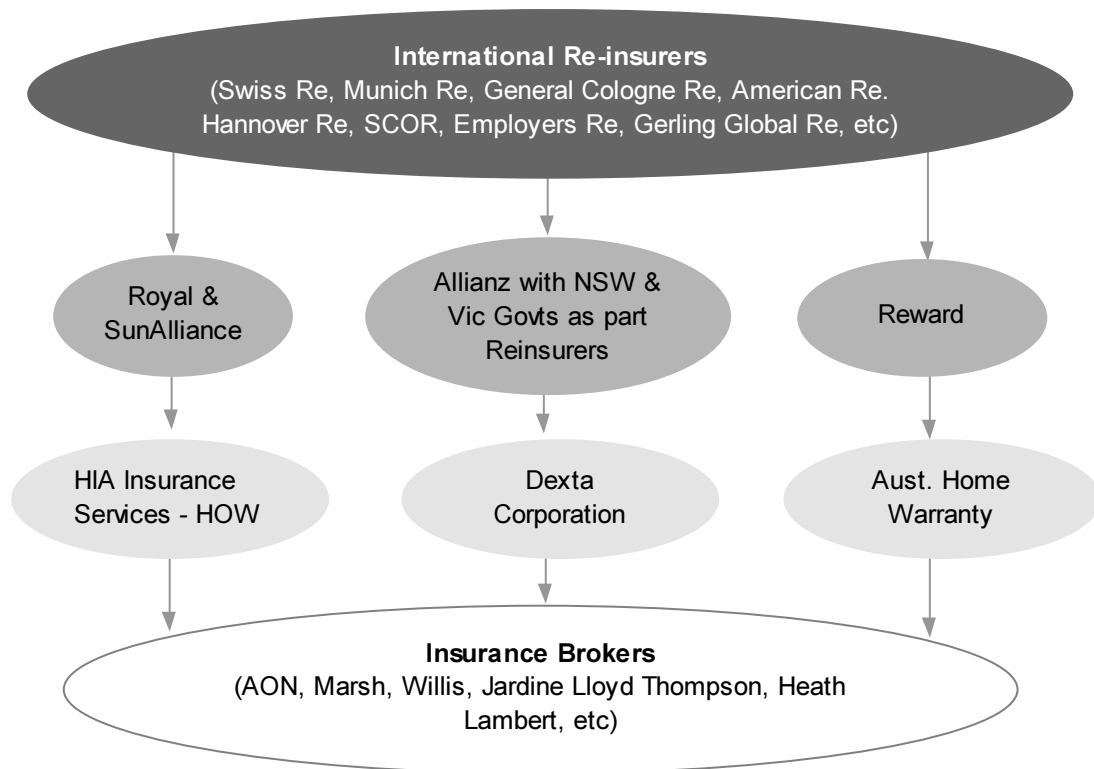 International Re-insurers
(Swiss Re, Munich Re, General Cologne Re, American Re.
Hannover Re, SCOR, Employers Re, Gerling Global Re, etc)
Royal &
SunAlliance
Allianz with NSW &
Vic Govts as part
Reinsurers
Reward
HIA Insurance
Services - HOW
Dexta
Corporation
Aust. Home
Warranty
Insurance Brokers
(AON, Marsh, Willis, Jardine Lloyd Thompson, Heath
Lambert, etc)